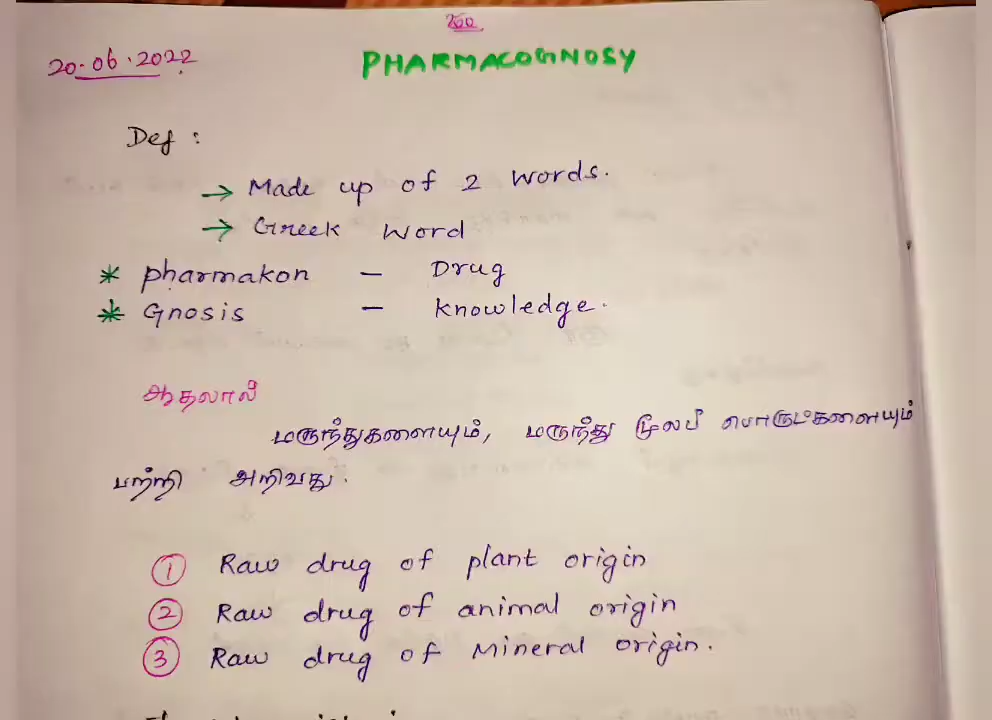 20.06.2022
PHARMACOGNOSY
Def :
→ Made up of 2 words.
→ Greek word
* pharmakon – Drug
* Gnosis – knowledge.
ஆதலால்
மருந்துகளையும், மருந்து மூலப் பொருட்களையும்
பற்றி அறிவது.
① Raw drug of plant origin
② Raw drug of animal origin
③ Raw drug of Mineral origin.